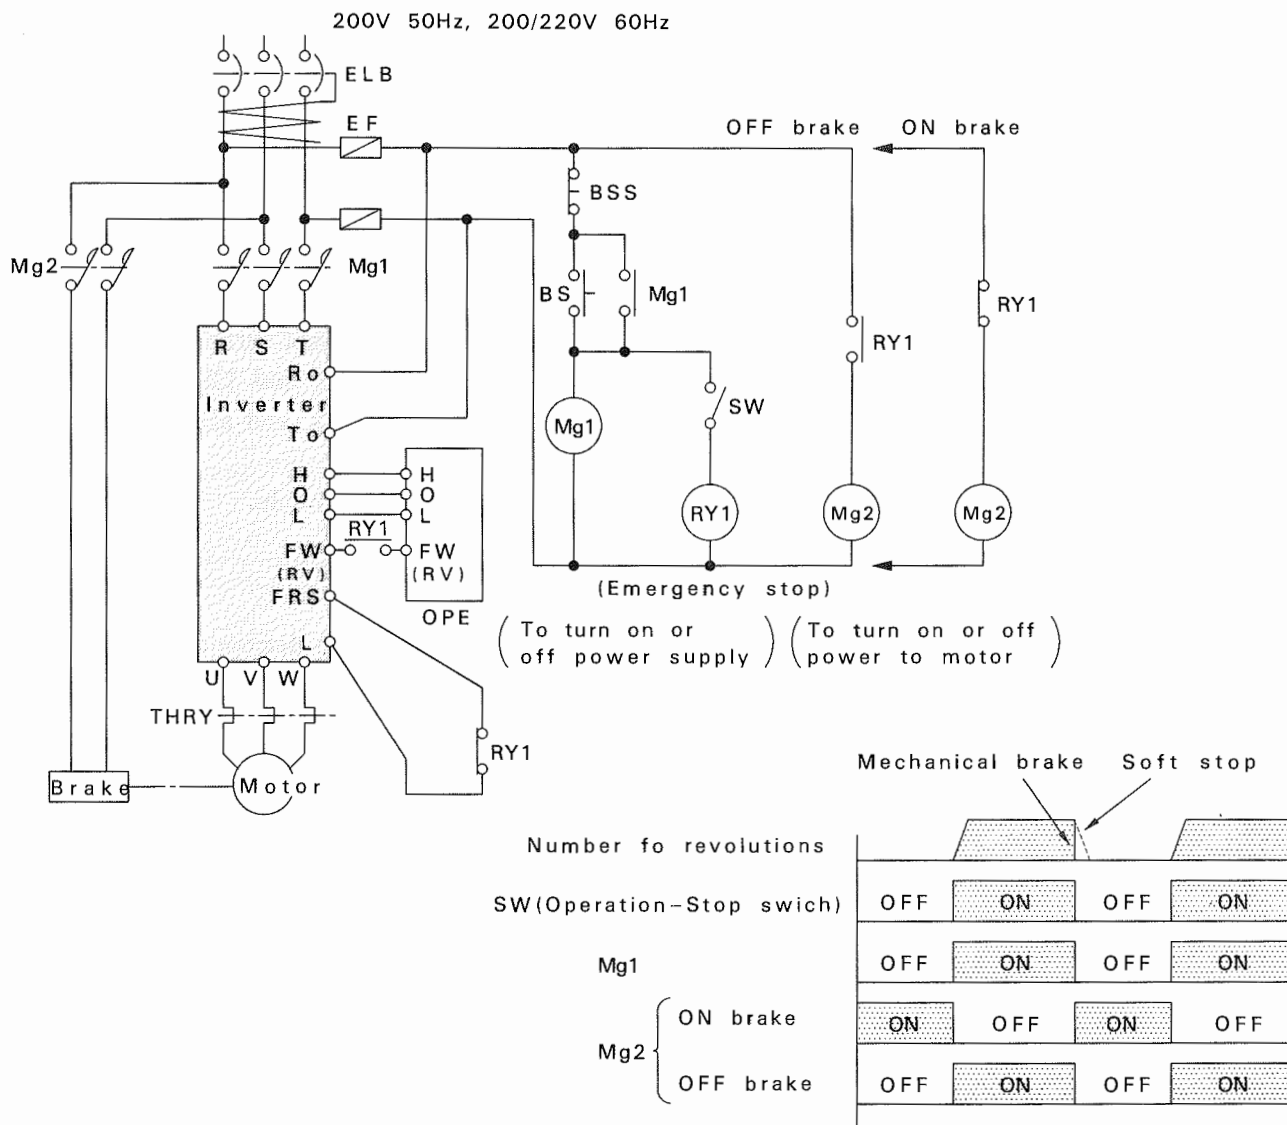 200V 50Hz, 200/220V 60Hz
ELB
EF
OFF brake
ON brake
BSS
Mg2
Mg1
BS
Mg1
RY1
RY1
R S T
Ro
Inverter
To
SW
Mg1
H
O
L
H
O
L
RY1
RY1
Mg2
Mg2
FW
(RV)
FW
(RV)
FRS
OPE
L
(Emergency stop)
To turn on or
off power supply
To turn on or off
power to motor
U V W
THRY
RY1
Brake
Motor
Mechanical brake
Soft stop
Number fo revolutions
SW(Operation-Stop swich)
OFF ON OFF ON
Mg1
OFF ON OFF ON
Mg2
ON brake
ON OFF ON OFF
OFF brake
OFF ON OFF ON